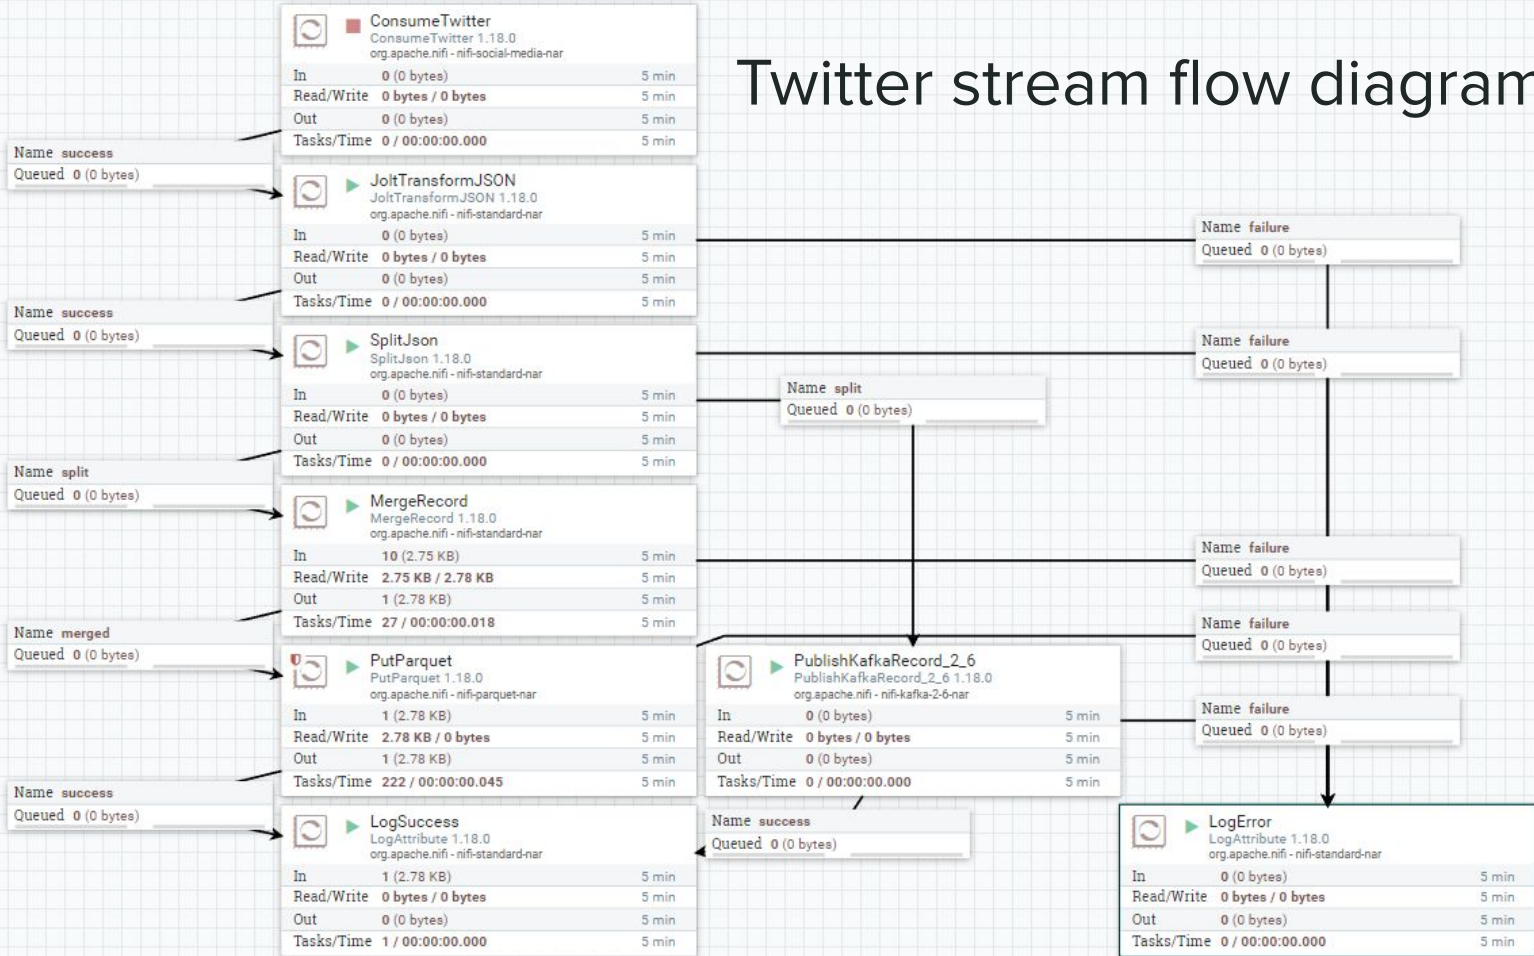 Twitter stream flow diagram
ConsumeTwitter
ConsumeTwitter 1.18.0
org.apache.nifi - nifi-social-media-nar
In 0 (0 bytes) 5 min
Read/Write 0 bytes / 0 bytes 5 min
Out 0 (0 bytes) 5 min
Tasks/Time 0 / 00:00:00.000 5 min
Name success
Queued 0 (0 bytes)
JoltTransformJSON
JoltTransformJSON 1.18.0
org.apache.nifi - nifi-standard-nar
In 0 (0 bytes) 5 min
Read/Write 0 bytes / 0 bytes 5 min
Out 0 (0 bytes) 5 min
Tasks/Time 0 / 00:00:00.000 5 min
Name failure
Queued 0 (0 bytes)
Name success
Queued 0 (0 bytes)
SplitJson
SplitJson 1.18.0
org.apache.nifi - nifi-standard-nar
In 0 (0 bytes) 5 min
Read/Write 0 bytes / 0 bytes 5 min
Out 0 (0 bytes) 5 min
Tasks/Time 0 / 00:00:00.000 5 min
Name failure
Queued 0 (0 bytes)
Name split
Queued 0 (0 bytes)
Name split
Queued 0 (0 bytes)
MergeRecord
MergeRecord 1.18.0
org.apache.nifi - nifi-standard-nar
In 10 (2.75 KB) 5 min
Read/Write 2.75 KB / 2.78 KB 5 min
Out 1 (2.78 KB) 5 min
Tasks/Time 27 / 00:00:00.018 5 min
Name failure
Queued 0 (0 bytes)
Name failure
Queued 0 (0 bytes)
Name merged
Queued 0 (0 bytes)
PutParquet
PutParquet 1.18.0
org.apache.nifi - nifi-parquet-nar
In 1 (2.78 KB) 5 min
Read/Write 2.78 KB / 0 bytes 5 min
Out 1 (2.78 KB) 5 min
Tasks/Time 222 / 00:00:00.045 5 min
PublishKafkaRecord_2_6
PublishKafkaRecord_2_6 1.18.0
org.apache.nifi - nifi-kafka-2-6-nar
In 0 (0 bytes) 5 min
Read/Write 0 bytes / 0 bytes 5 min
Out 0 (0 bytes) 5 min
Tasks/Time 0 / 00:00:00.000 5 min
Name failure
Queued 0 (0 bytes)
Name success
Queued 0 (0 bytes)
LogSuccess
LogAttribute 1.18.0
org.apache.nifi - nifi-standard-nar
In 1 (2.78 KB) 5 min
Read/Write 0 bytes / 0 bytes 5 min
Out 0 (0 bytes) 5 min
Tasks/Time 1 / 00:00:00.000 5 min
Name success
Queued 0 (0 bytes)
LogError
LogAttribute 1.18.0
org.apache.nifi - nifi-standard-nar
In 0 (0 bytes) 5 min
Read/Write 0 bytes / 0 bytes 5 min
Out 0 (0 bytes) 5 min
Tasks/Time 0 / 00:00:00.000 5 min